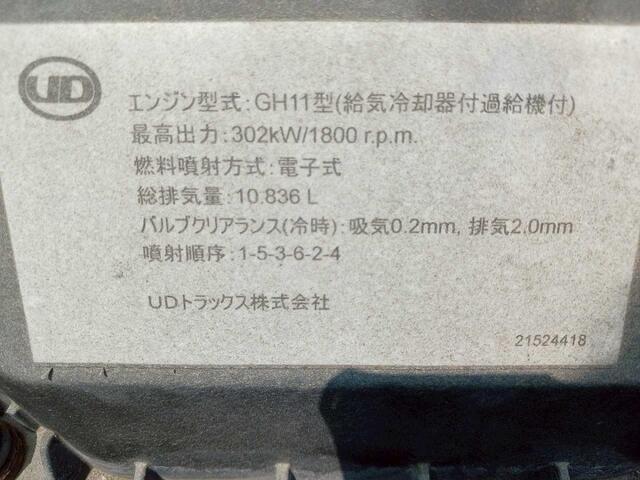 UD
エンジン型式:GH11型(給気冷却器付過給機付)
最高出力:302kW/1800 r.p.m.
燃料噴射方式:電子式
総排気量:10.836 L
バルブクリアランス(冷時):吸気0.2mm, 排気2.0mm
噴射順序:1-5-3-6-2-4
UDトラックス株式会社
21524418